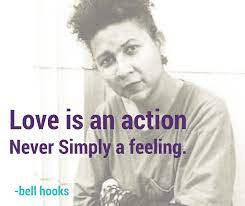 Love is an action
Never Simply a feeling.
-bell hooks